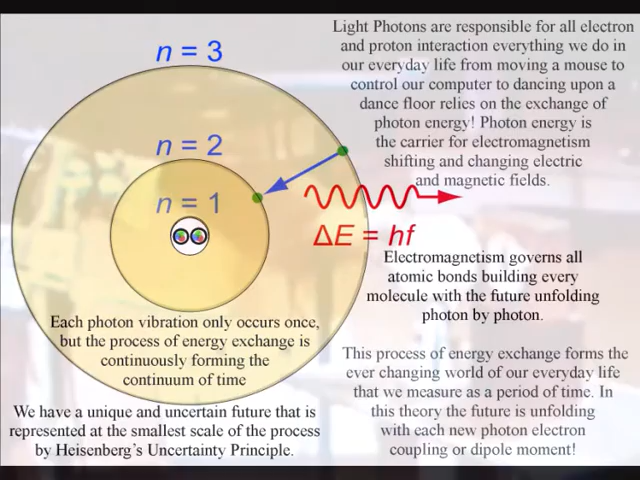 n = 3
Light Photons are responsible for all electron
and proton interaction everything we do in
our everyday life from moving a mouse to
control our computer to dancing upon a
dance floor relies on the exchange of
photon energy! Photon energy is
the carrier for electromagnetism
shifting and changing electric
and magnetic fields.
n = 2
n = 1
ΔE = hf
Electromagnetism governs all
atomic bonds building every
molecule with the future unfolding
photon by photon.
Each photon vibration only occurs once,
but the process of energy exchange is
continuously forming the
continuum of time
This process of energy exchange forms the
ever changing world of our everyday life
that we measure as a period of time. In
this theory the future is unfolding
with each new photon electron
coupling or dipole moment!
We have a unique and uncertain future that is
represented at the smallest scale of the process
by Heisenberg's Uncertainty Principle.